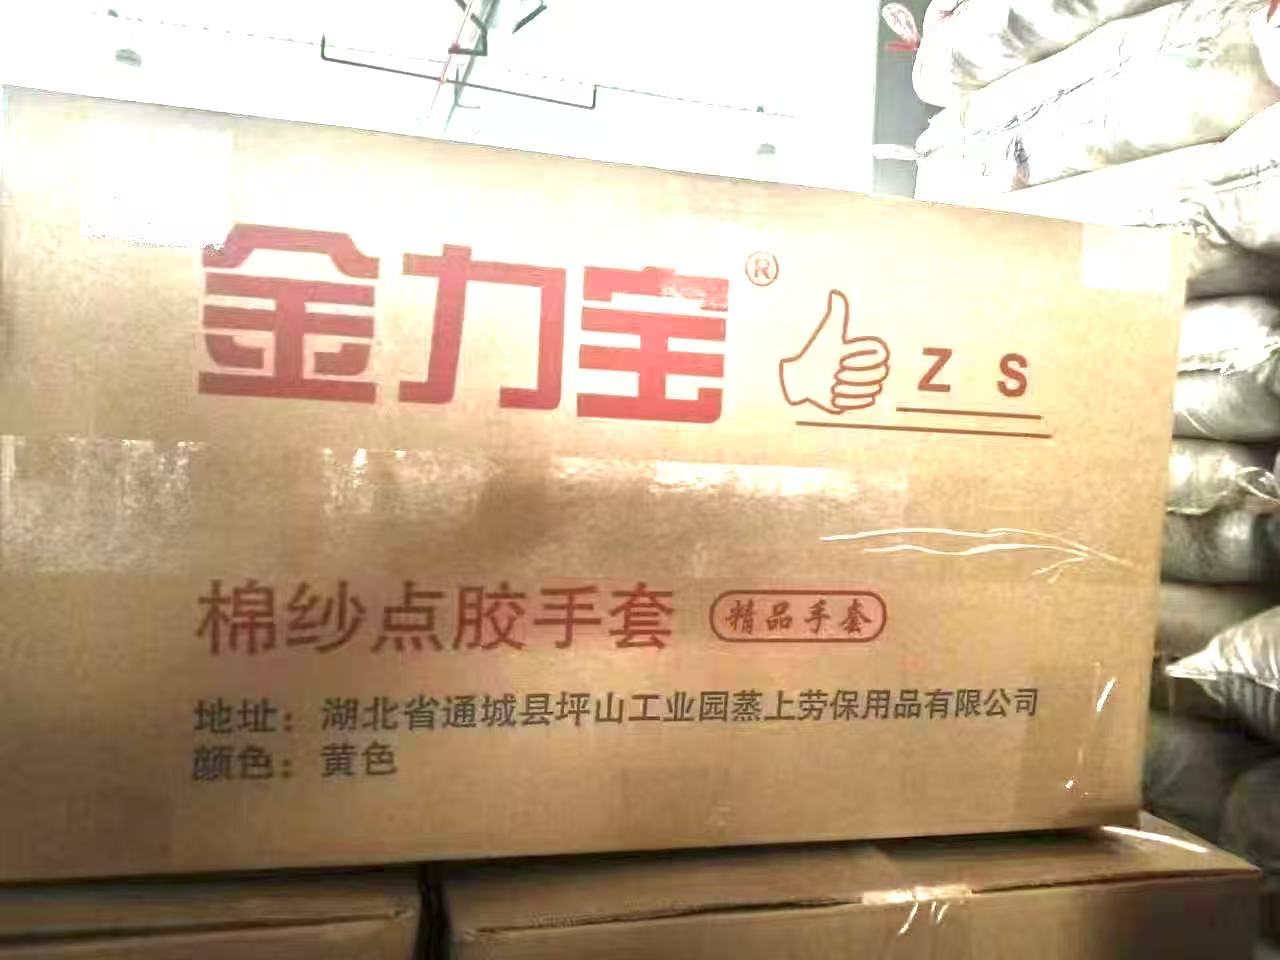 金力宝®
Z S
棉纱点胶手套 精品手套
地址：湖北省通城县坪山工业园蒸上劳保用品有限公司
颜色：黄色